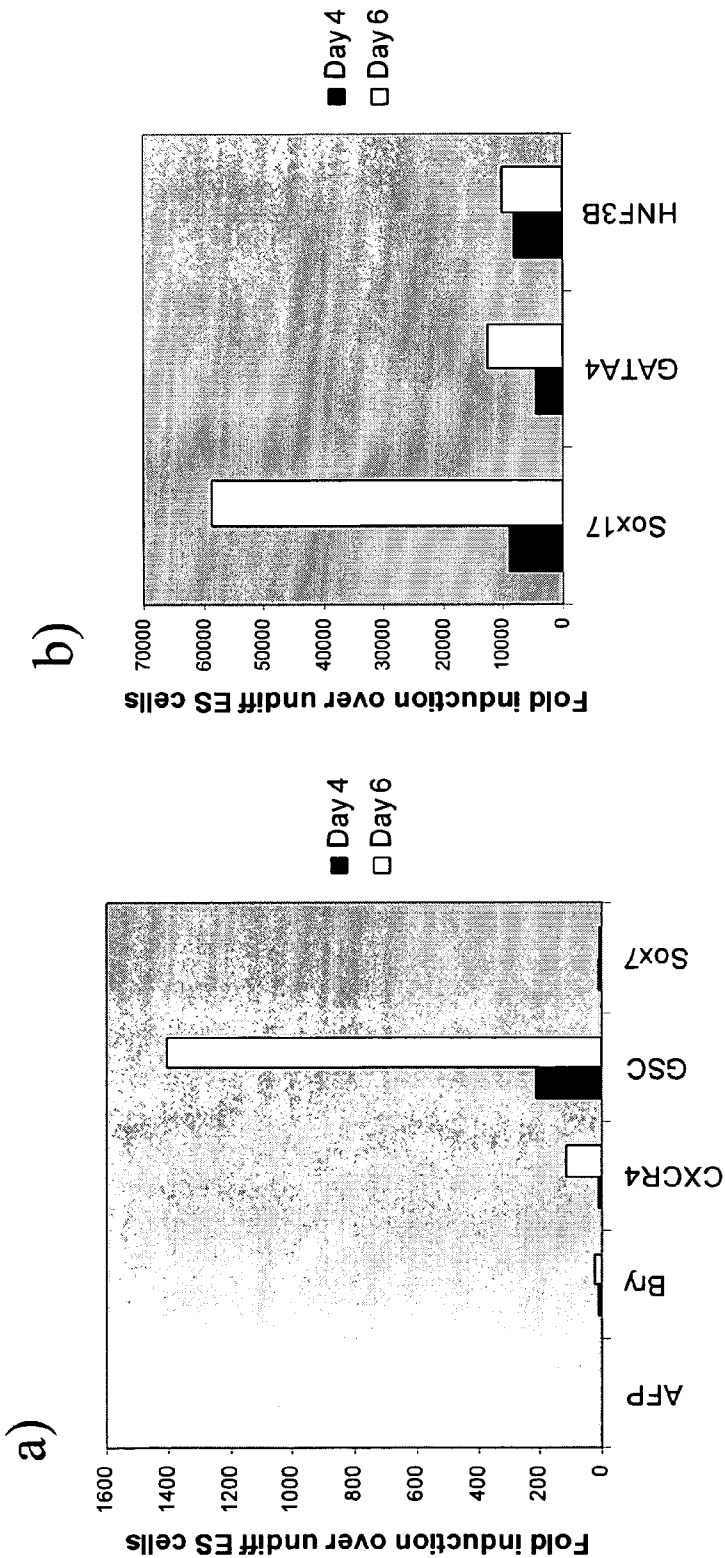 a)
Fold induction over undiff ES cells
1600
1400
1200
1000
800
600
400
200
0
AFP
Bry
CXCR4
GSC
Sox7
Day 4
Day 6
b)
Fold induction over undiff ES cells
70000
60000
50000
40000
30000
20000
10000
0
Sox17
GATA4
HNF3B
Day 4
Day 6